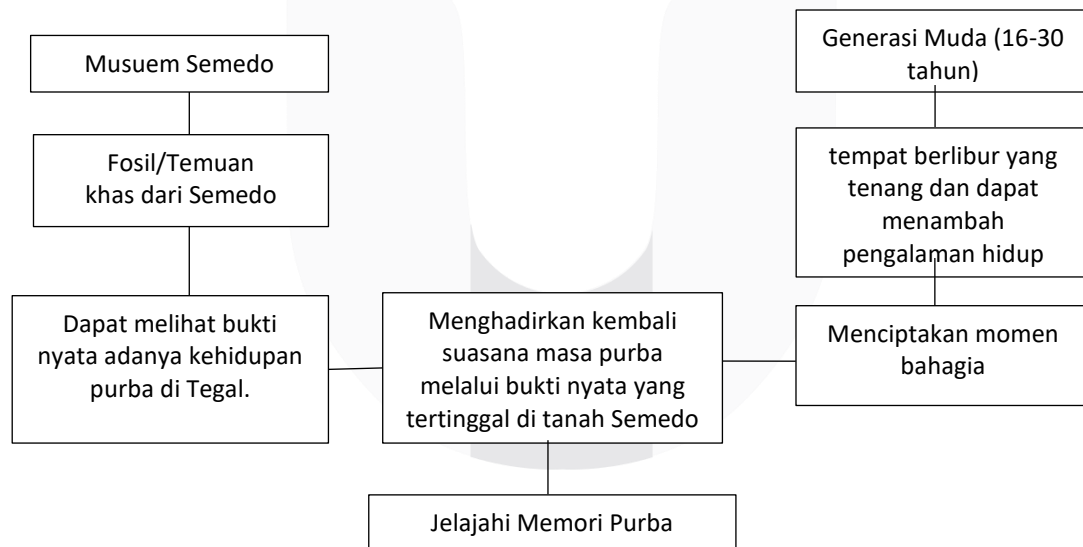 Musuem Semedo
Fosil/Temuan
khas dari Semedo
Dapat melihat bukti
nyata adanya kehidupan
purba di Tegal.
Generasi Muda (16-30
tahun)
tempat berlibur yang
tenang dan dapat
menambah
pengalaman hidup
Menciptakan momen
bahagia
Menghadirkan kembali
suasana masa purba
melalui bukti nyata yang
tertinggal di tanah Semedo
Jelajahi Memori Purba